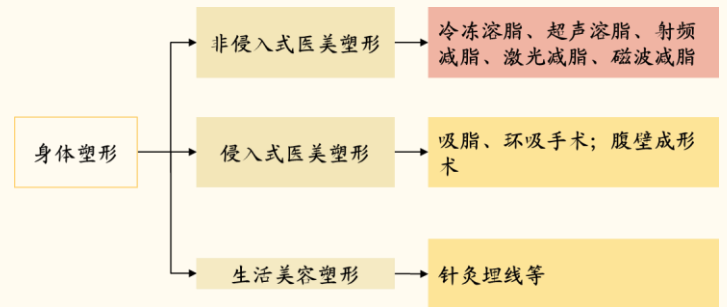 非侵入式医美塑形
冷冻溶脂、超声溶脂、射频
减脂、激光减脂、磁波减脂
身体塑形
侵入式医美塑形
吸脂、环吸手术；腹壁成形
术
生活美容塑形
针灸埋线等